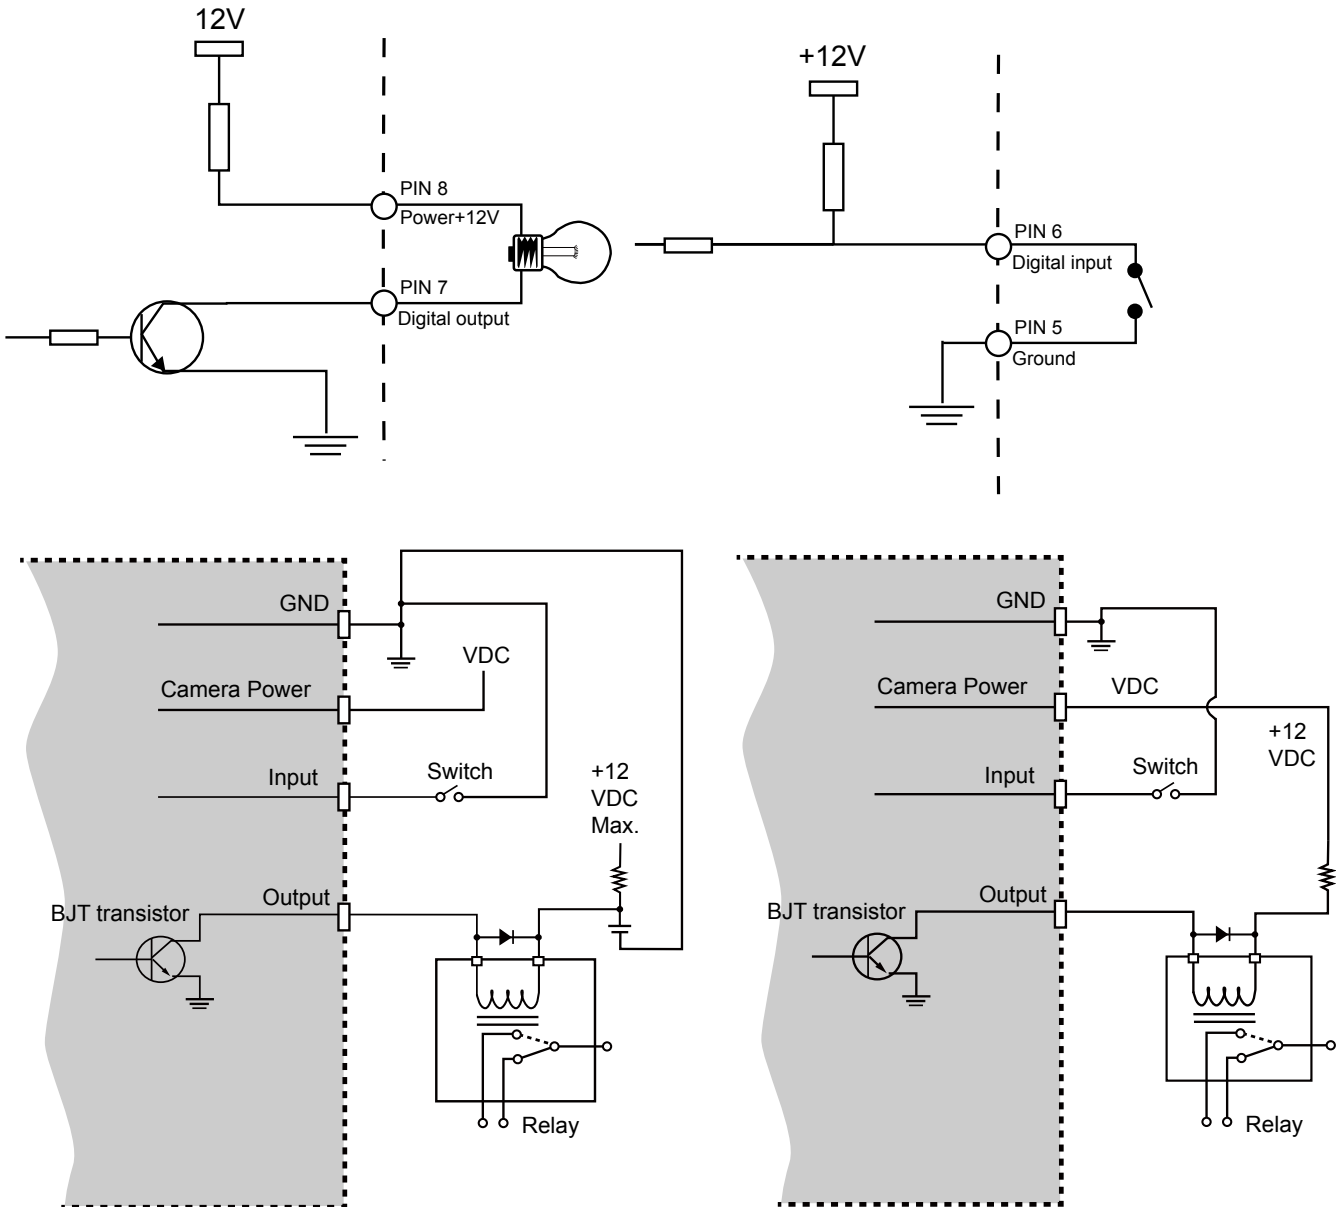 12V
PIN 8
Power+12V
PIN 7
Digital output
+12V
PIN 6
Digital input
PIN 5
Ground
GND
VDC
Camera Power
Input
Switch
+12
VDC
Max.
Output
BJT transistor
Relay
GND
Camera Power
VDC
+12
VDC
Input
Switch
Output
BJT transistor
Relay